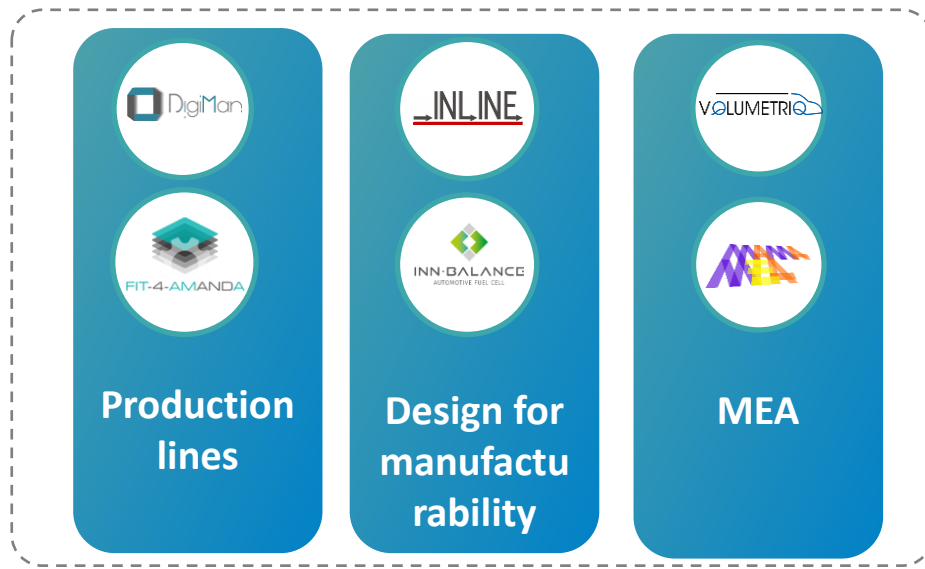 DigiMan
FIT-4-AMANDA
Production
lines
INLINE
INN-BALANCE
AUTOMOTIVE FUEL CELL
Design for
manufactu
rability
VOLUMETRIQ
MEA